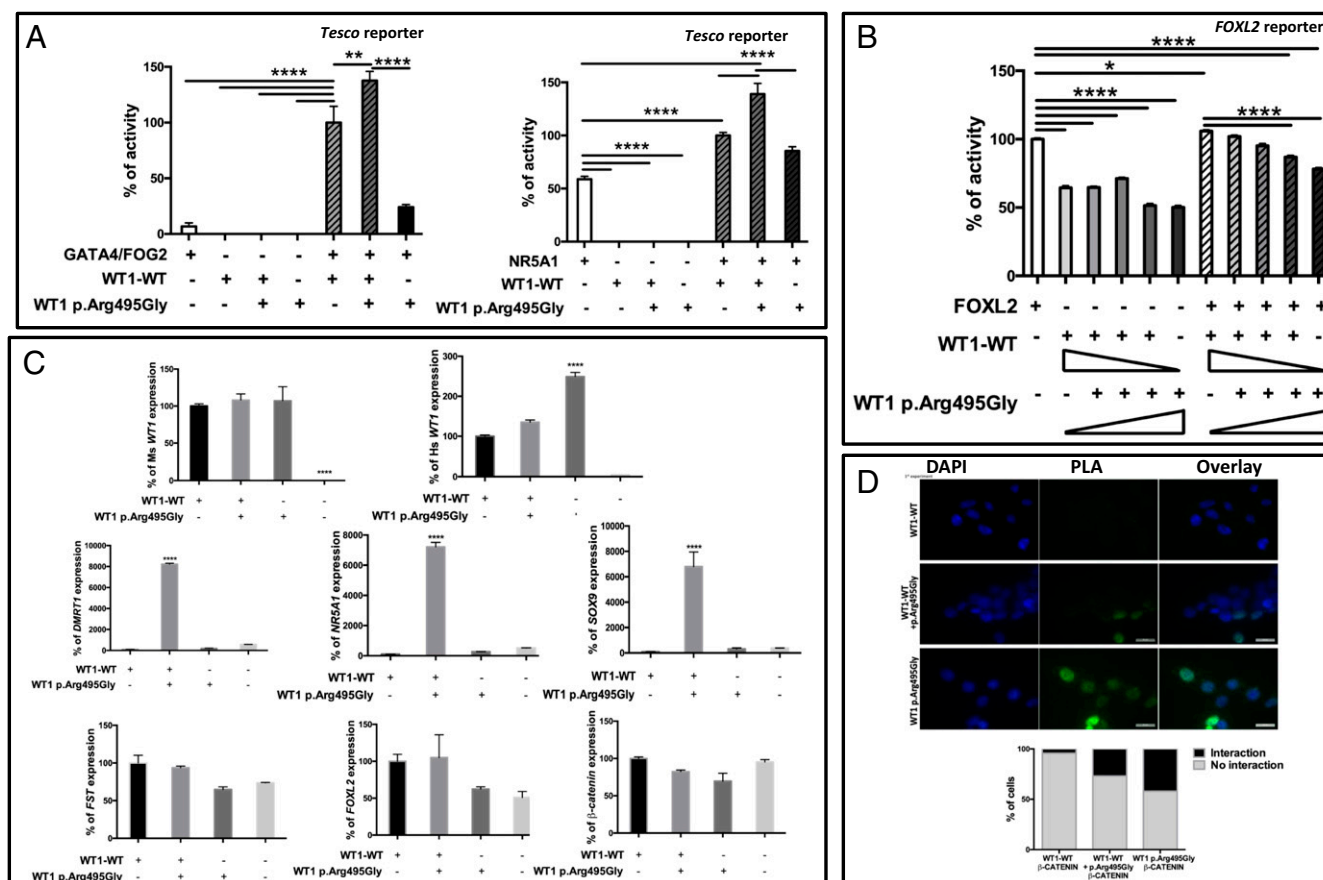 A
Tesco reporter
****
**
****
150
100
50
0
% of activity
GATA4/FOG2 + - - - + + +
WT1-WT - + + - + + -
WT1 p.Arg495Gly - - + + - + +
Tesco reporter
****
****
****
150
100
50
0
% of activity
NR5A1 + - - - + + +
WT1-WT - + + - + + -
WT1 p.Arg495Gly - - + + - + +
B
FOXL2 reporter
****
*
****
****
150
100
50
0
% of activity
FOXL2 + - - - - - + + + + +
WT1-WT - + + + + - + + + + -
WT1 p.Arg495Gly - - + + + + - + + + +
C
% of Ms WT1 expression
150
100
50
0
****
WT1-WT + + - -
WT1 p.Arg495Gly - + + -
% of Hs WT1 expression
300
200
100
0
****
WT1-WT + + - -
WT1 p.Arg495Gly - +
% of DMRT1 expression
10000
8000
6000
4000
2000
0
****
WT1-WT + + - -
WT1 p.Arg495Gly - + + -
% of NR5A1 expression
8000
6000
4000
2000
0
****
WT1-WT + + - -
WT1 p.Arg495Gly - + + -
% of SOX9 expression
10000
8000
6000
4000
2000
0
****
WT1-WT + + - -
WT1 p.Arg495Gly - + + -
% of FST expression
150
100
50
0
WT1-WT + + - -
WT1 p.Arg495Gly - + + -
% of FOXL2 expression
150
100
50
0
WT1-WT + + - -
WT1 p.Arg495Gly - + + -
% of β-catenin expression
150
100
50
0
WT1-WT + + - -
WT1 p.Arg495Gly - + + -
D
DAPI PLA Overlay
WT1-WT
WT1-WT
+p.Arg495Gly
WT1 p.Arg495Gly
% of cells
100
50
0
Interaction
No interaction
WT1-WT
β-CATENIN
WT1-WT
+ p.Arg495Gly
β-CATENIN
WT1 p.Arg495Gly
β-CATENIN